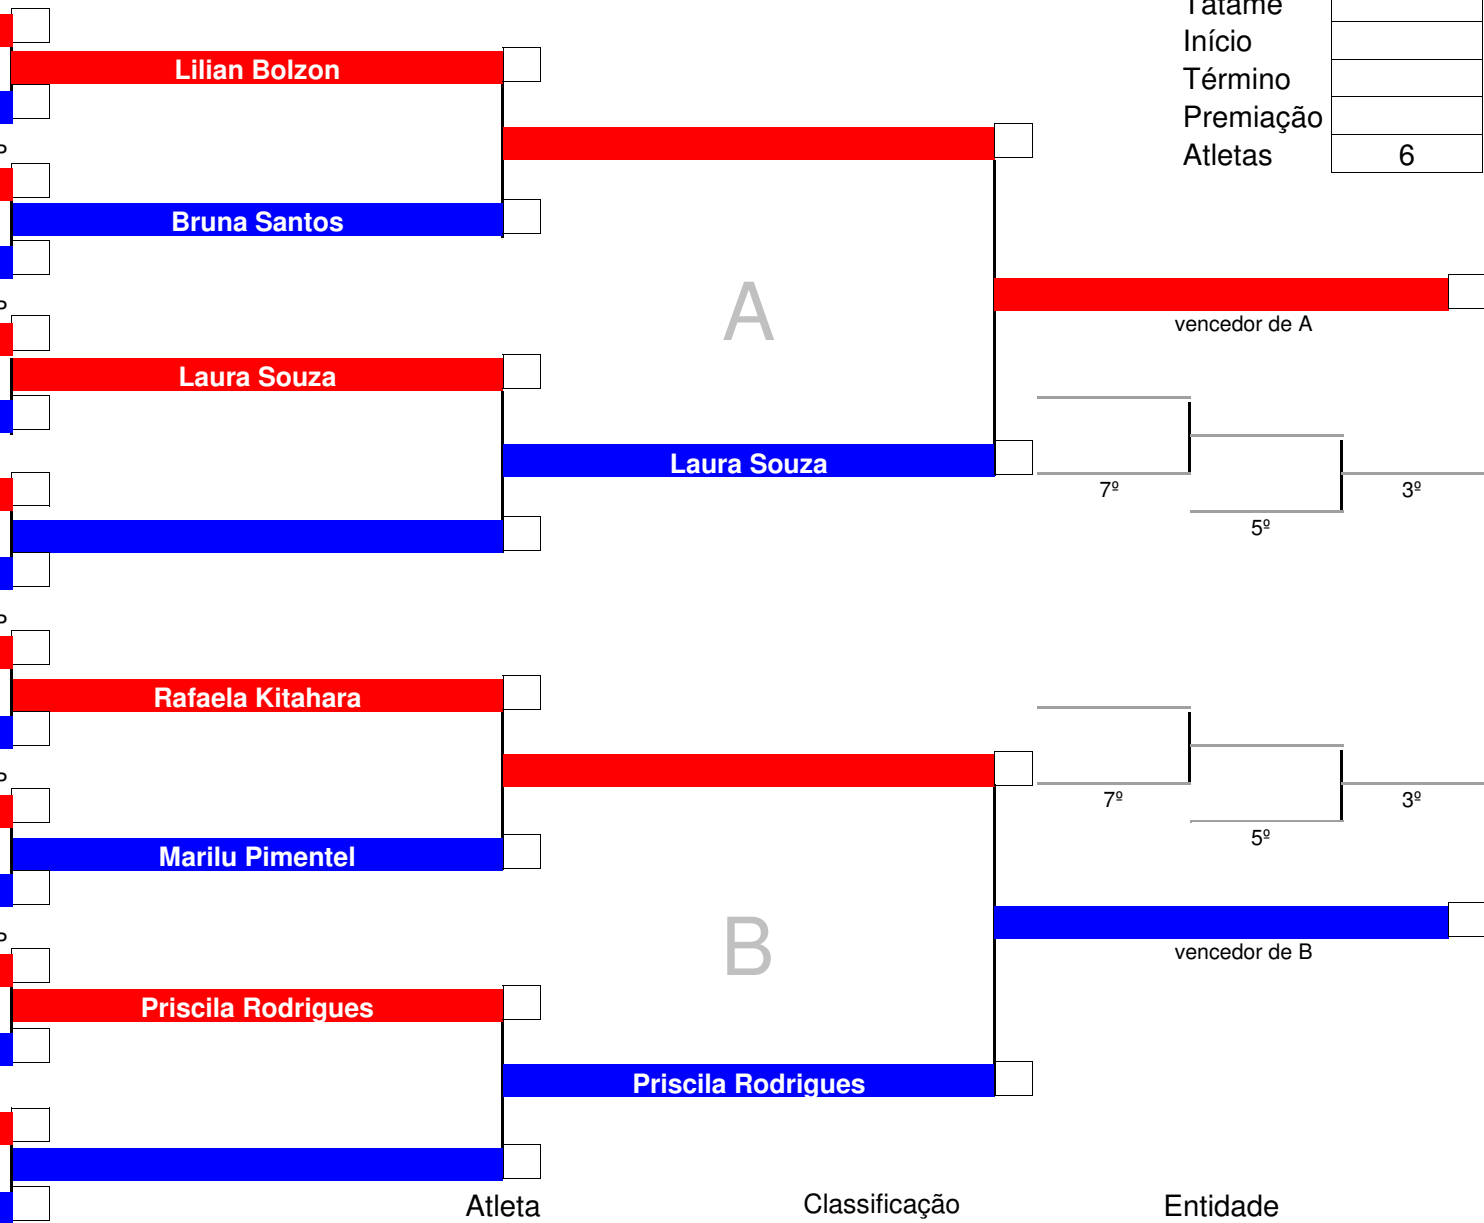 Tatame
Início
Lilian Bolzon
Término
Premiação
Atletas 6
Bruna Santos
A
vencedor de A
Laura Souza
Laura Souza
7º 3º
5º
Rafaela Kitahara
7º 3º
5º
Marilu Pimentel
B
vencedor de B
Priscila Rodrigues
Priscila Rodrigues
Atleta Classificação Entidade